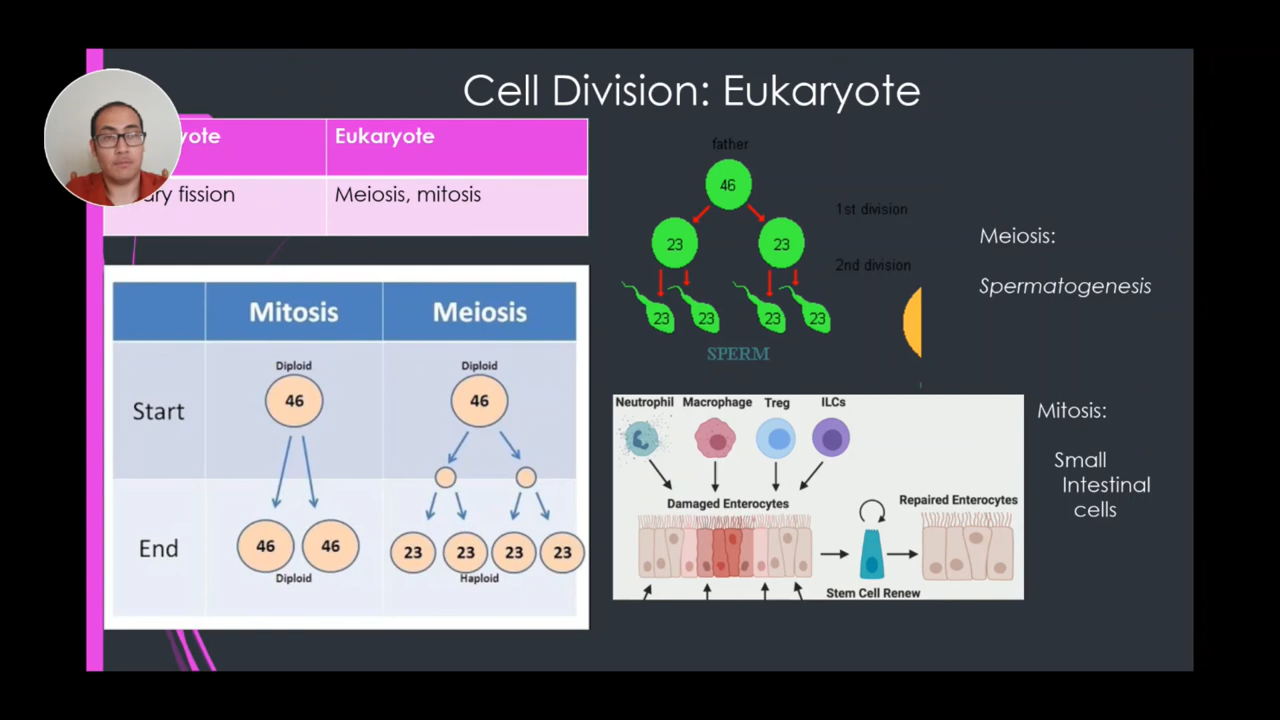 Cell Division: Eukaryote
yote
Eukaryote
ary fission
Meiosis, mitosis
father
46
1st division
23
23
2nd division
23
23
23
23
SPERM
Meiosis:
Spermatogenesis
Mitosis
Meiosis
Start
Diploid
46
Diploid
46
End
46
46
Diploid
23
23
23
23
Haploid
Neutrophil
Macrophage
Treg
ILCs
Damaged Enterocytes
Repaired Enterocytes
Stem Cell Renew
Mitosis:
Small
Intestinal
cells